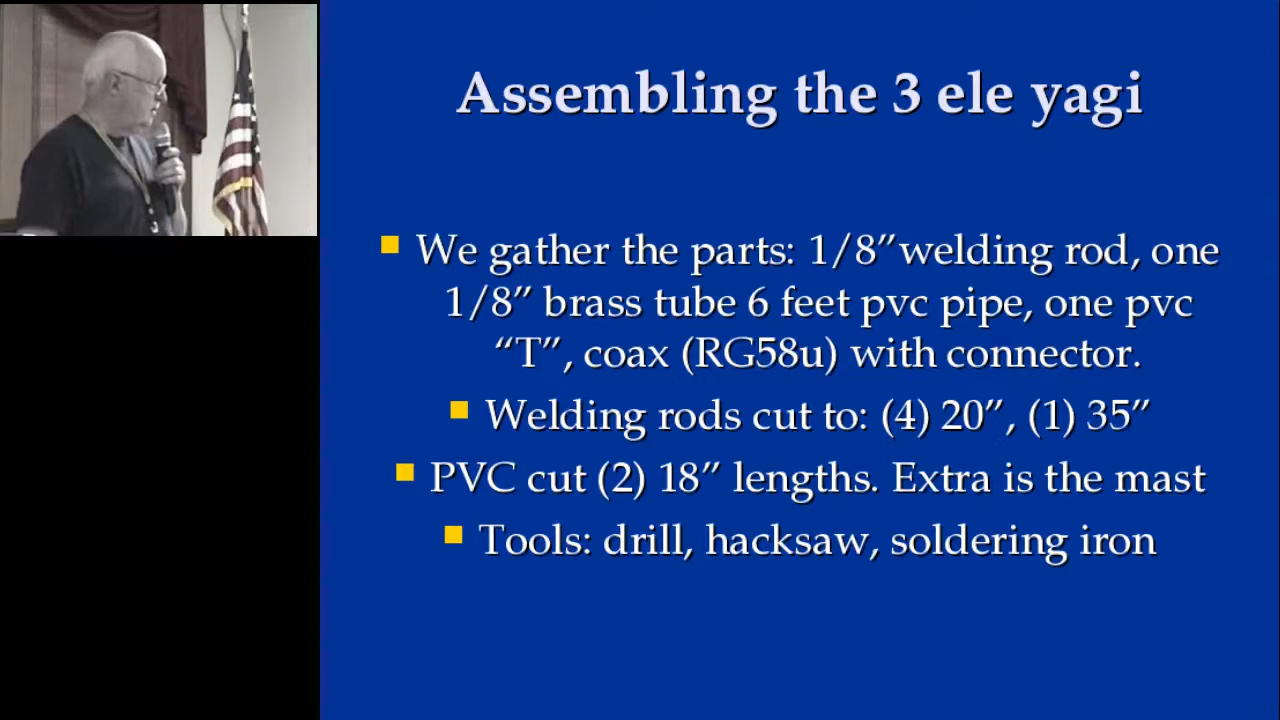 Assembling the 3 ele yagi
We gather the parts: 1/8”welding rod, one
1/8” brass tube 6 feet pvc pipe, one pvc
“T”, coax (RG58u) with connector.
Welding rods cut to: (4) 20”, (1) 35”
PVC cut (2) 18” lengths. Extra is the mast
Tools: drill, hacksaw, soldering iron